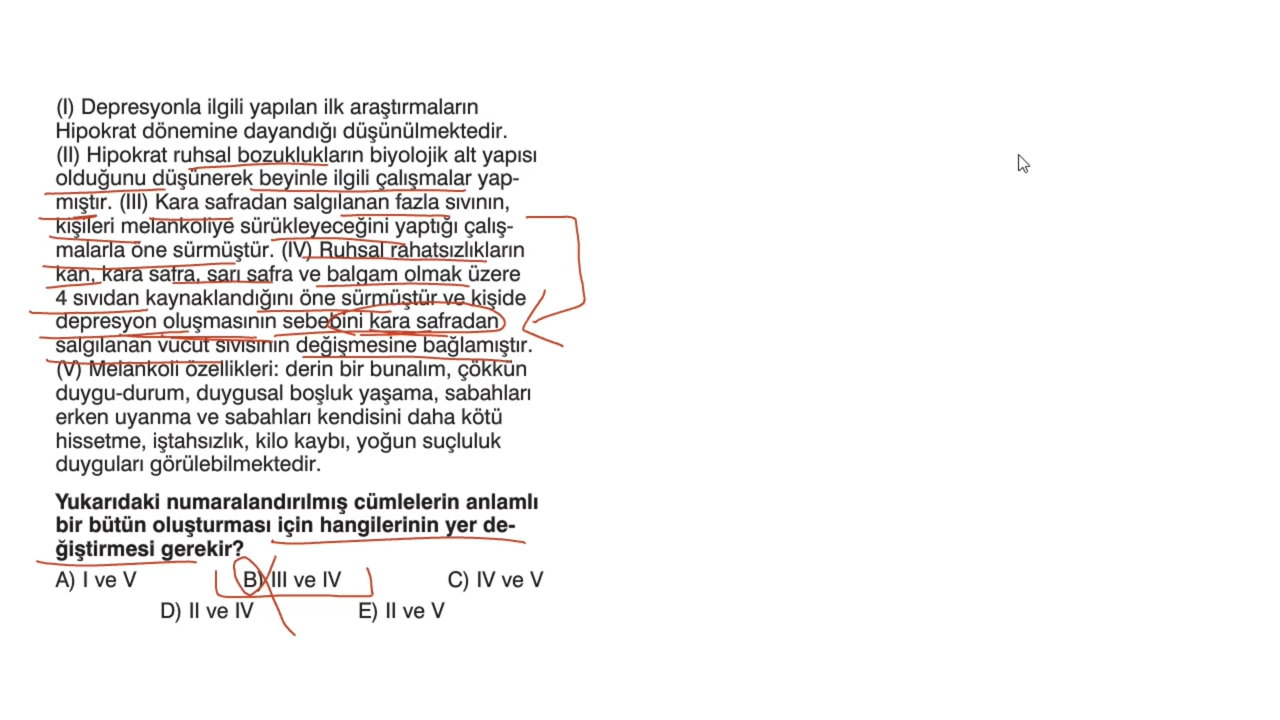 (I) Depresyonla ilgili yapılan ilk araştırmaların
Hipokrat dönemine dayandığı düşünülmektedir.
(II) Hipokrat ruhsal bozuklukların biyolojik alt yapısı
olduğunu düşünerek beyinle ilgili çalışmalar yap-
mıştır. (III) Kara safradan salgılanan fazla sıvının,
kişileri melankoliye sürükleyeceğini yaptığı çalış-
malarla öne sürmüştür. (IV) Ruhsal rahatsızlıkların
kan, kara safra, sarı safra ve balgam olmak üzere
4 sıvıdan kaynaklandığını öne sürmüştür ve kişide
depresyon oluşmasının sebebini kara safradan
salgılanan vücut sıvısının değişmesine bağlamıştır.
(V) Melankoli özellikleri: derin bir bunalım, çökkün
duygu-durum, duygusal boşluk yaşama, sabahları
erken uyanma ve sabahları kendisini daha kötü
hissetme, iştahsızlık, kilo kaybı, yoğun suçluluk
duyguları görülebilmektedir.
Yukarıdaki numaralandırılmış cümlelerin anlamlı
bir bütün oluşturması için hangilerinin yer de-
ğiştirmesi gerekir?
A) I ve V B) III ve IV C) IV ve V
D) II ve IV E) II ve V